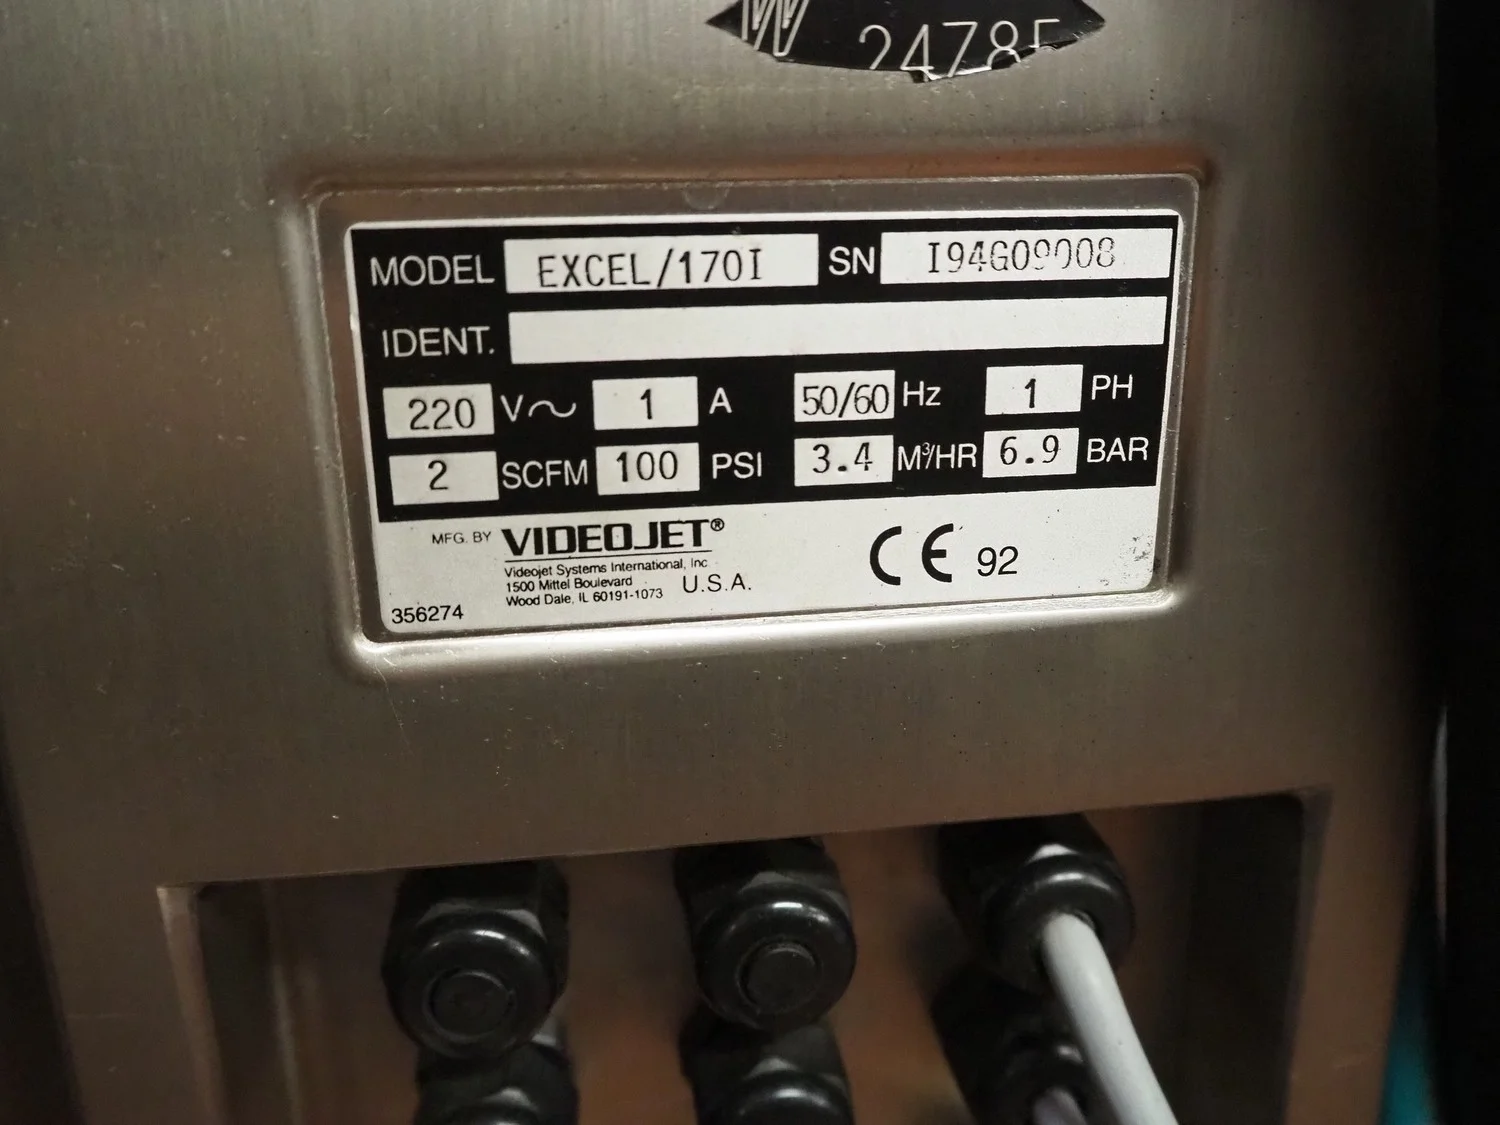 2478
MODEL EXCEL/170I SN I94G09008
IDENT.
220 V~ 1 A 50/60 Hz 1 PH
2 SCFM 100 PSI 3.4 M³/HR 6.9 BAR
MFG. BY VIDEOJET®
Videojet Systems International, Inc.
1500 Mittel Boulevard
Wood Dale, IL 60191-1073 U.S.A.
CE 92
356274